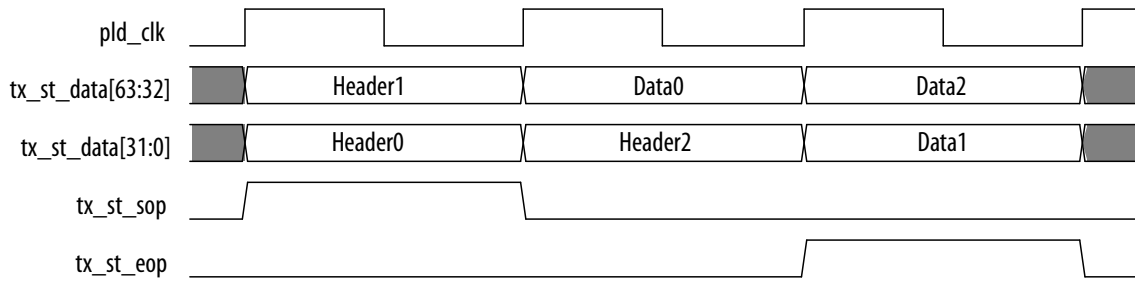 pld_clk
tx_st_data[63:32] Header1 Data0 Data2
tx_st_data[31:0] Header0 Header2 Data1
tx_st_sop
tx_st_eop